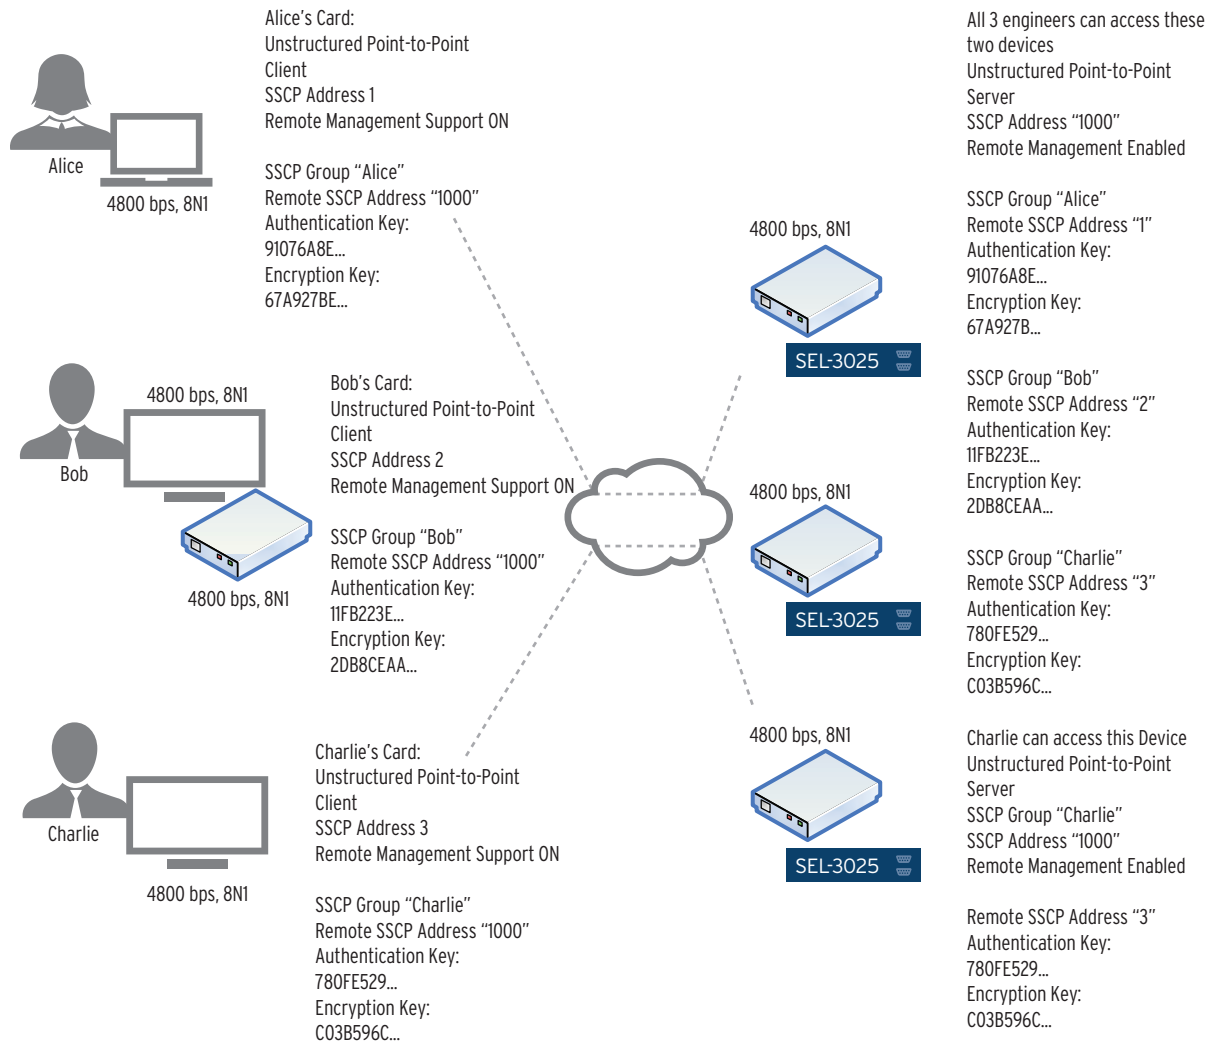 Alice's Card:
Unstructured Point-to-Point
Client
SSCP Address 1
Remote Management Support ON
SSCP Group “Alice”
Remote SSCP Address “1000”
Authentication Key:
91076A8E...
Encryption Key:
67A927BE...
Alice
4800 bps, 8N1
4800 bps, 8N1
Bob
4800 bps, 8N1
Bob's Card:
Unstructured Point-to-Point
Client
SSCP Address 2
Remote Management Support ON
SSCP Group “Bob”
Remote SSCP Address “1000”
Authentication Key:
11FB223E...
Encryption Key:
2DB8CEAA...
Charlie
4800 bps, 8N1
Charlie's Card:
Unstructured Point-to-Point
Client
SSCP Address 3
Remote Management Support ON
SSCP Group “Charlie”
Remote SSCP Address “1000”
Authentication Key:
780FE529...
Encryption Key:
C03B596C...
4800 bps, 8N1
SEL-3025
4800 bps, 8N1
SEL-3025
4800 bps, 8N1
SEL-3025
All 3 engineers can access these
two devices
Unstructured Point-to-Point
Server
SSCP Address “1000”
Remote Management Enabled
SSCP Group “Alice”
Remote SSCP Address “1”
Authentication Key:
91076A8E...
Encryption Key:
67A927B...
SSCP Group “Bob”
Remote SSCP Address “2”
Authentication Key:
11FB223E...
Encryption Key:
2DB8CEAA...
SSCP Group “Charlie”
Remote SSCP Address “3”
Authentication Key:
780FE529...
Encryption Key:
C03B596C...
Charlie can access this Device
Unstructured Point-to-Point
Server
SSCP Group “Charlie”
SSCP Address “1000”
Remote Management Enabled
Remote SSCP Address “3”
Authentication Key:
780FE529...
Encryption Key:
C03B596C...